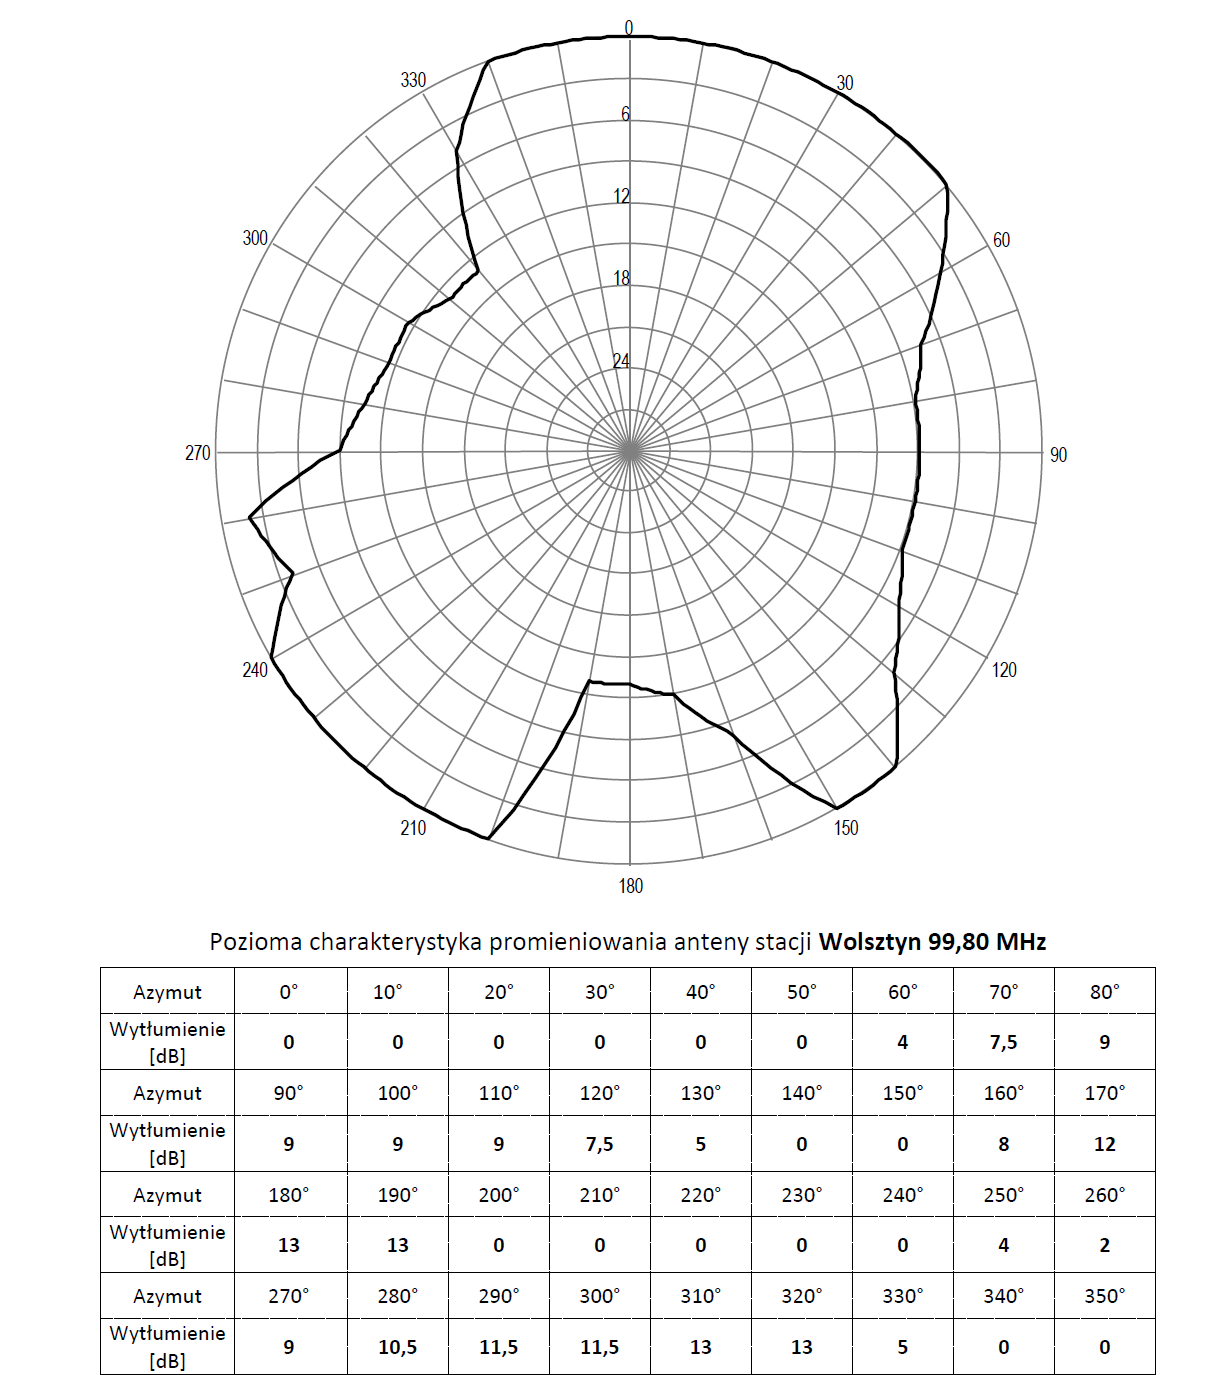 0
330
30
6
12
300
60
18
24
270
90
240
120
210
150
180
Pozioma charakterystyka promieniowania anteny stacji Wolsztyn 99,80 MHz
Azymut 0° 10° 20° 30° 40° 50° 60° 70° 80°
Wytłumienie
[dB] 0 0 0 0 0 0 4 7,5 9
Azymut 90° 100° 110° 120° 130° 140° 150° 160° 170°
Wytłumienie
[dB] 9 9 9 7,5 5 0 0 8 12
Azymut 180° 190° 200° 210° 220° 230° 240° 250° 260°
Wytłumienie
[dB] 13 13 0 0 0 0 0 4 2
Azymut 270° 280° 290° 300° 310° 320° 330° 340° 350°
Wytłumienie
[dB] 9 10,5 11,5 11,5 13 13 5 0 0